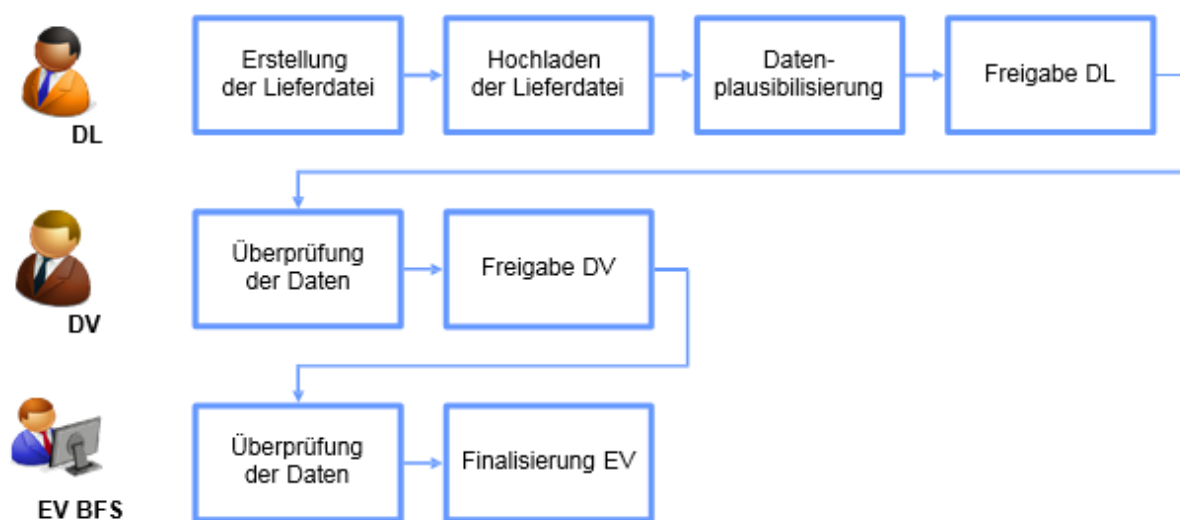 Erstellung
der Lieferdatei
Hochladen
der Lieferdatei
Daten-
plausibilisierung
Freigabe DL
DL
Überprüfung
der Daten
Freigabe DV
DV
Überprüfung
der Daten
Finalisierung EV
EV BFS